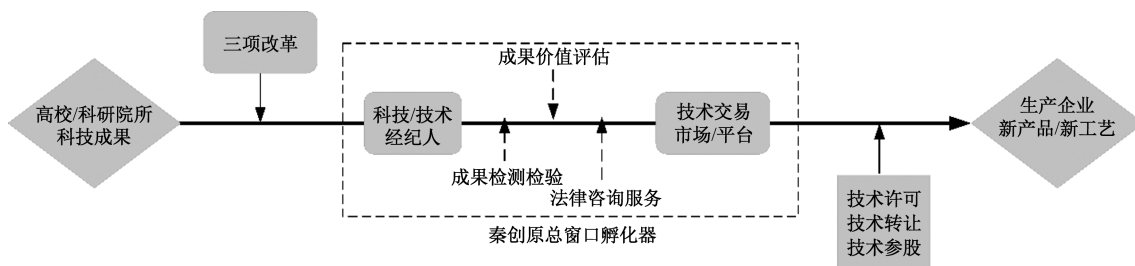 三项改革
高校/科研院所
科技成果
科技/技术
经纪人
成果价值评估
成果检测检验
法律咨询服务
技术交易
市场/平台
秦创原总窗口孵化器
技术许可
技术转让
技术参股
生产企业
新产品/新工艺